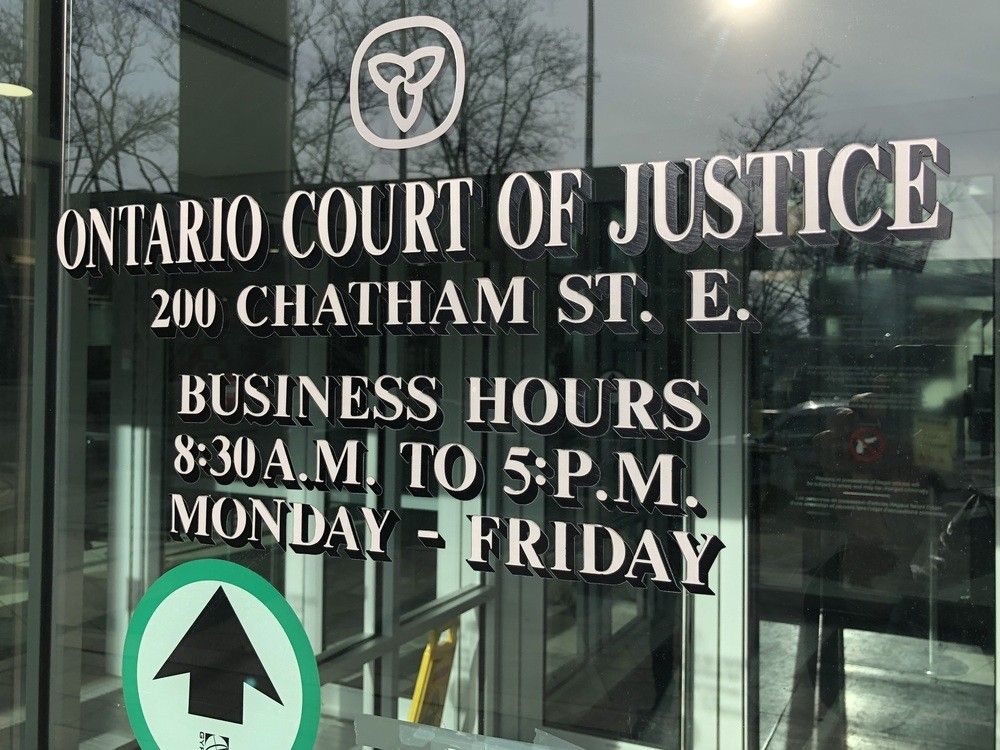 ONTARIO COURT OF JUSTICE
200 CHATHAM ST. E.
BUSINESS HOURS
8:30 A.M. TO 5:P.M.
MONDAY - FRIDAY